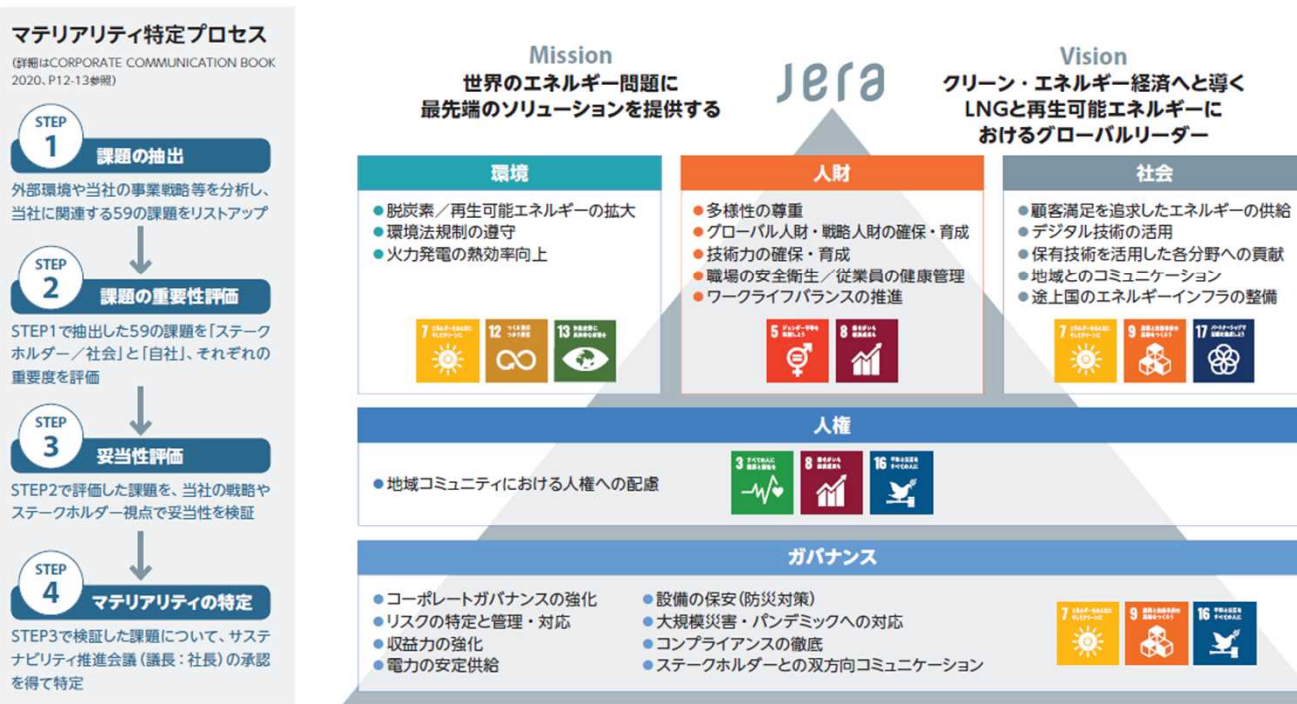 マテリアリティ特定プロセス
(詳細はCORPORATE COMMUNICATION BOOK
2020、P12-13参照)
STEP
1
課題の抽出
外部環境や当社の事業戦略等を分析し、
当社に関連する59の課題をリストアップ
STEP
2
課題の重要性評価
STEP1で抽出した59の課題を「ステーク
ホルダー／社会」と「自社」、それぞれの
重要度を評価
STEP
3
妥当性評価
STEP2で評価した課題を、当社の戦略や
ステークホルダー視点で妥当性を検証
STEP
4
マテリアリティの特定
STEP3で検証した課題について、サステ
ナビリティ推進会議(議長：社長)の承認
を得て特定
Mission
世界のエネルギー問題に
最先端のソリューションを提供する
Jera
Vision
クリーン・エネルギー経済へと導く
LNGと再生可能エネルギーに
おけるグローバルリーダー
環境
●脱炭素／再生可能エネルギーの拡大
●環境法規制の遵守
●火力発電の熱効率向上
7
12 つくる責任
つかう責任
13
人財
●多様性の尊重
●グローバル人財・戦略人財の確保・育成
●技術力の確保・育成
●職場の安全衛生／従業員の健康管理
●ワークライフバランスの推進
5
8
社会
●顧客満足を追求したエネルギーの供給
●デジタル技術の活用
●保有技術を活用した各分野への貢献
●地域とのコミュニケーション
●途上国のエネルギーインフラの整備
7
9
17
人権
●地域コミュニティにおける人権への配慮
3
8
16
ガバナンス
●コーポレートガバナンスの強化
●リスクの特定と管理・対応
●収益力の強化
●電力の安定供給
●設備の保安(防災対策)
●大規模災害・パンデミックへの対応
●コンプライアンスの徹底
●ステークホルダーとの双方向コミュニケーション
7
9
16